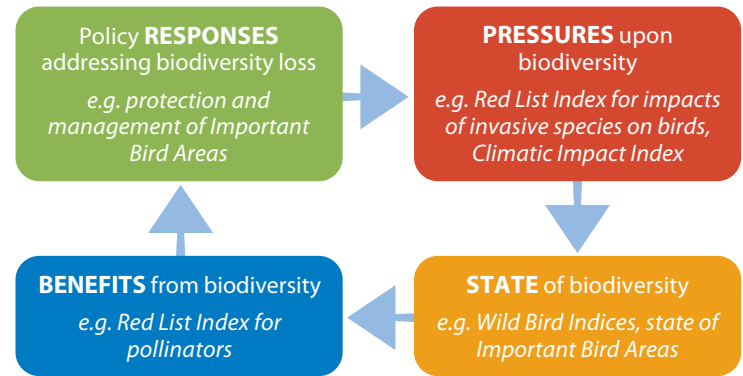 Policy RESPONSES
addressing biodiversity loss
e.g. protection and
management of Important
Bird Areas
PRESSURES upon
biodiversity
e.g. Red List Index for impacts
of invasive species on birds,
Climatic Impact Index
BENEFITS from biodiversity
e.g. Red List Index for
pollinators
STATE of biodiversity
e.g. Wild Bird Indices, state of
Important Bird Areas